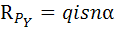 R_{P_Y} = qisnα